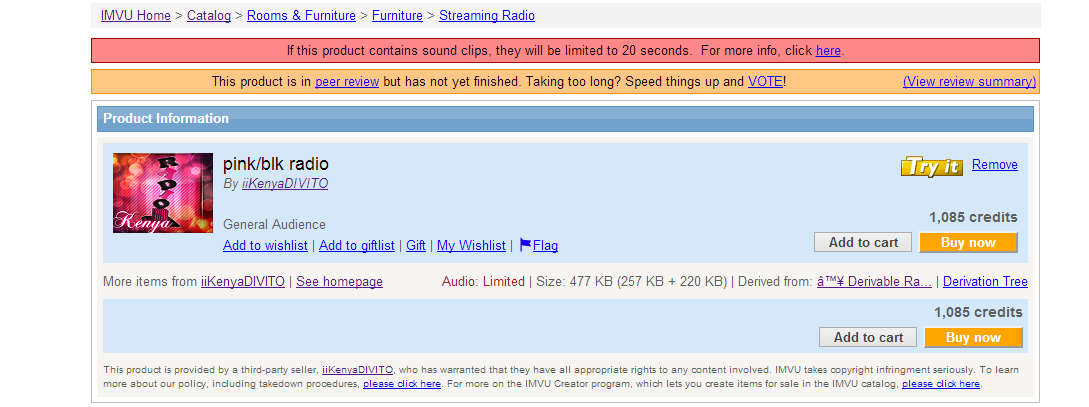 IMVU Home > Catalog > Rooms & Furniture > Furniture > Streaming Radio
If this product contains sound clips, they will be limited to 20 seconds. For more info, click here.
This product is in peer review but has not yet finished. Taking too long? Speed things up and VOTE! (View review summary)
Product Information
RADIO
Kenya
pink/blk radio
Try it Remove
By iiKenyaDIVITO
1,085 credits
General Audience
Add to wishlist | Add to giftlist | Gift | My Wishlist | Flag
Add to cart Buy now
More items from iiKenyaDIVITO | See homepage Audio: Limited | Size: 477 KB (257 KB + 220 KB) | Derived from: â™¥ Derivable Ra... | Derivation Tree
1,085 credits
Add to cart Buy now
This product is provided by a third-party seller, iiKenyaDIVITO, who has warranted that they have all appropriate rights to any content involved. IMVU takes copyright infringment seriously. To learn
more about our policy, including takedown procedures, please click here. For more on the IMVU Creator program, which lets you create items for sale in the IMVU catalog, please click here.